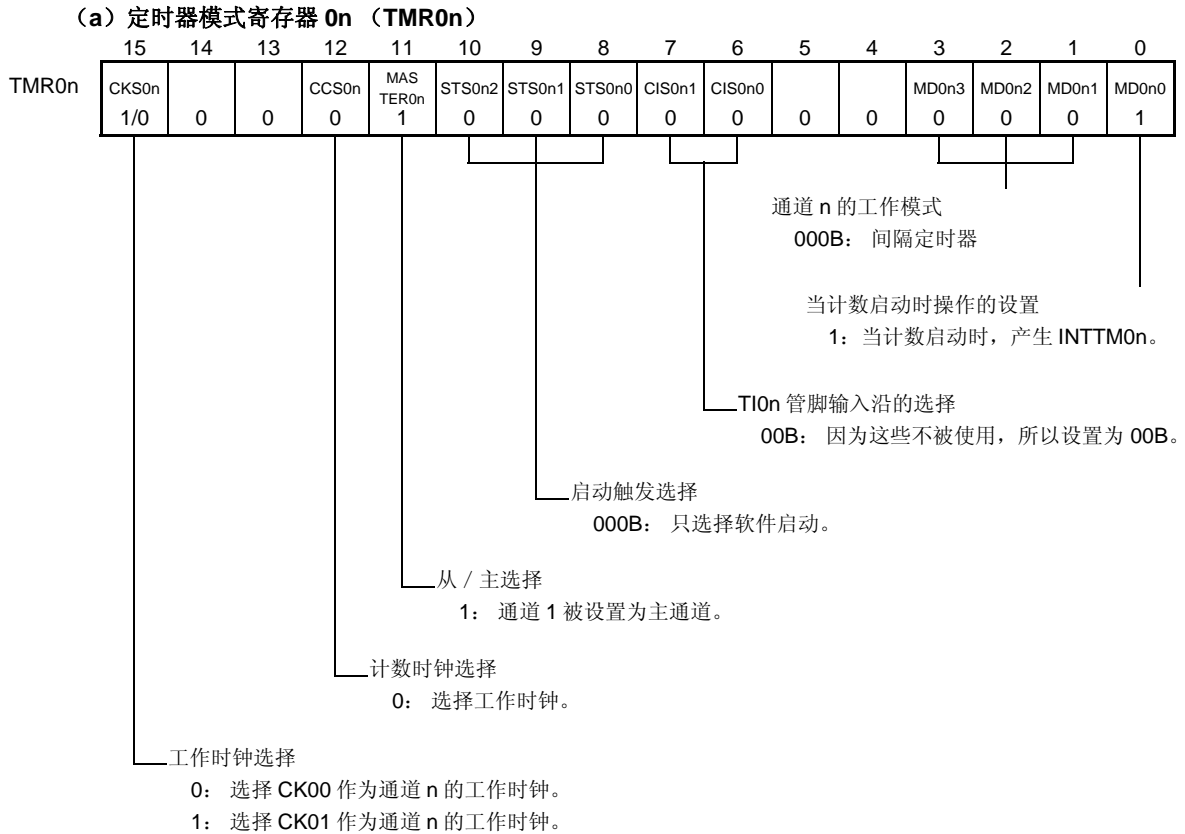 （a）定时器模式寄存器 0n （TMR0n）
15 14 13 12 11 10 9 8 7 6 5 4 3 2 1 0
TMR0n CKS0n CCS0n MAS TER0n STS0n2 STS0n1 STS0n0 CIS0n1 CIS0n0 MD0n3 MD0n2 MD0n1 MD0n0
1/0 0 0 0 1 0 0 0 0 0 0 0 0 0 0 1
通道 n 的工作模式
000B： 间隔定时器
当计数启动时操作的设置
1：当计数启动时，产生 INTTM0n。
TI0n 管脚输入沿的选择
00B： 因为这些不被使用，所以设置为 00B。
启动触发选择
000B： 只选择软件启动。
从 / 主选择
1： 通道 1 被设置为主通道。
计数时钟选择
0： 选择工作时钟。
工作时钟选择
0： 选择 CK00 作为通道 n 的工作时钟。
1： 选择 CK01 作为通道 n 的工作时钟。